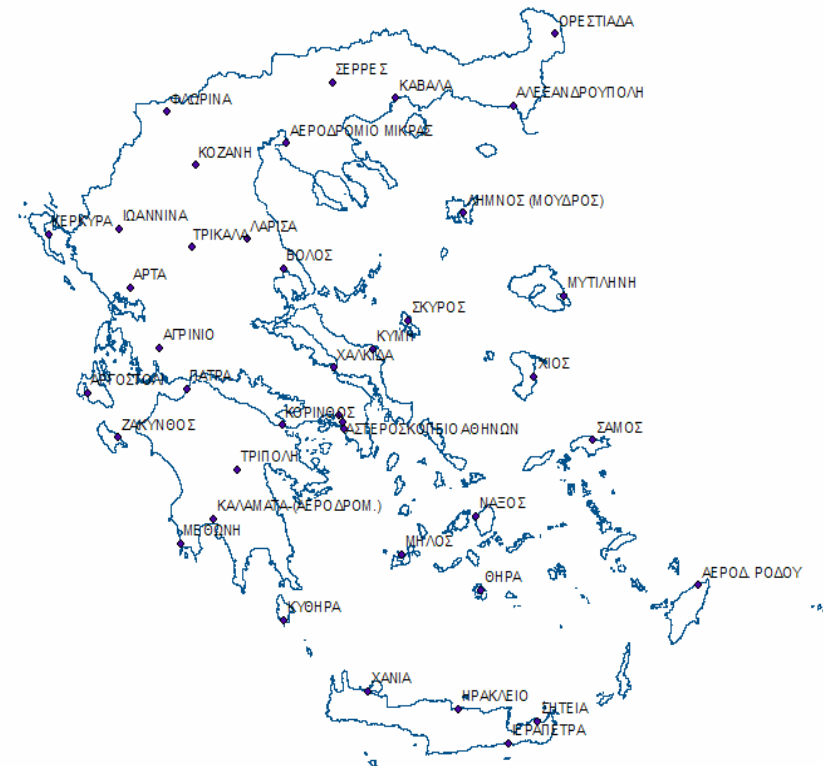 ΟΡΕΣΤΙΑΔΑ
ΣΕΡΡΕΣ
ΚΑΒΑΛΑ
ΑΛΕΞΑΝΔΡΟΥΠΟΛΗ
ΦΛΩΡΙΝΑ
ΑΕΡΟΔΡΟΜΙΟ ΜΙΚΡΑΣ
ΚΟΖΑΝΗ
ΛΗΜΝΟΣ (ΜΟΥΔΡΟΣ)
ΚΕΡΚΥΡΑ
ΙΩΑΝΝΙΝΑ
ΛΑΡΙΣΑ
ΤΡΙΚΑΛΑ
ΒΟΛΟΣ
ΑΡΤΑ
ΜΥΤΙΛΗΝΗ
ΣΚΥΡΟΣ
ΑΓΡΙΝΙΟ
ΚΥΜΗ
ΧΑΛΚΙΔΑ
ΧΙΟΣ
ΑΡΓΟΣΤΟΛΙ
ΠΑΤΡΑ
ΚΟΡΙΝΘΟΣ
ΖΑΚΥΝΘΟΣ
ΑΣΤΕΡΟΣΚΟΠΕΙΟ ΑΘΗΝΩΝ
ΣΑΜΟΣ
ΤΡΙΠΟΛΗ
ΚΑΛΑΜΑΤΑ-(ΑΕΡΟΔΡΟΜ.)
ΝΑΞΟΣ
ΜΕΘΩΝΗ
ΜΗΛΟΣ
ΘΗΡΑ
ΑΕΡΟΔ. ΡΟΔΟΥ
ΚΥΘΗΡΑ
ΧΑΝΙΑ
ΗΡΑΚΛΕΙΟ
ΣΗΤΕΙΑ
ΙΕΡΑΠΕΤΡΑ